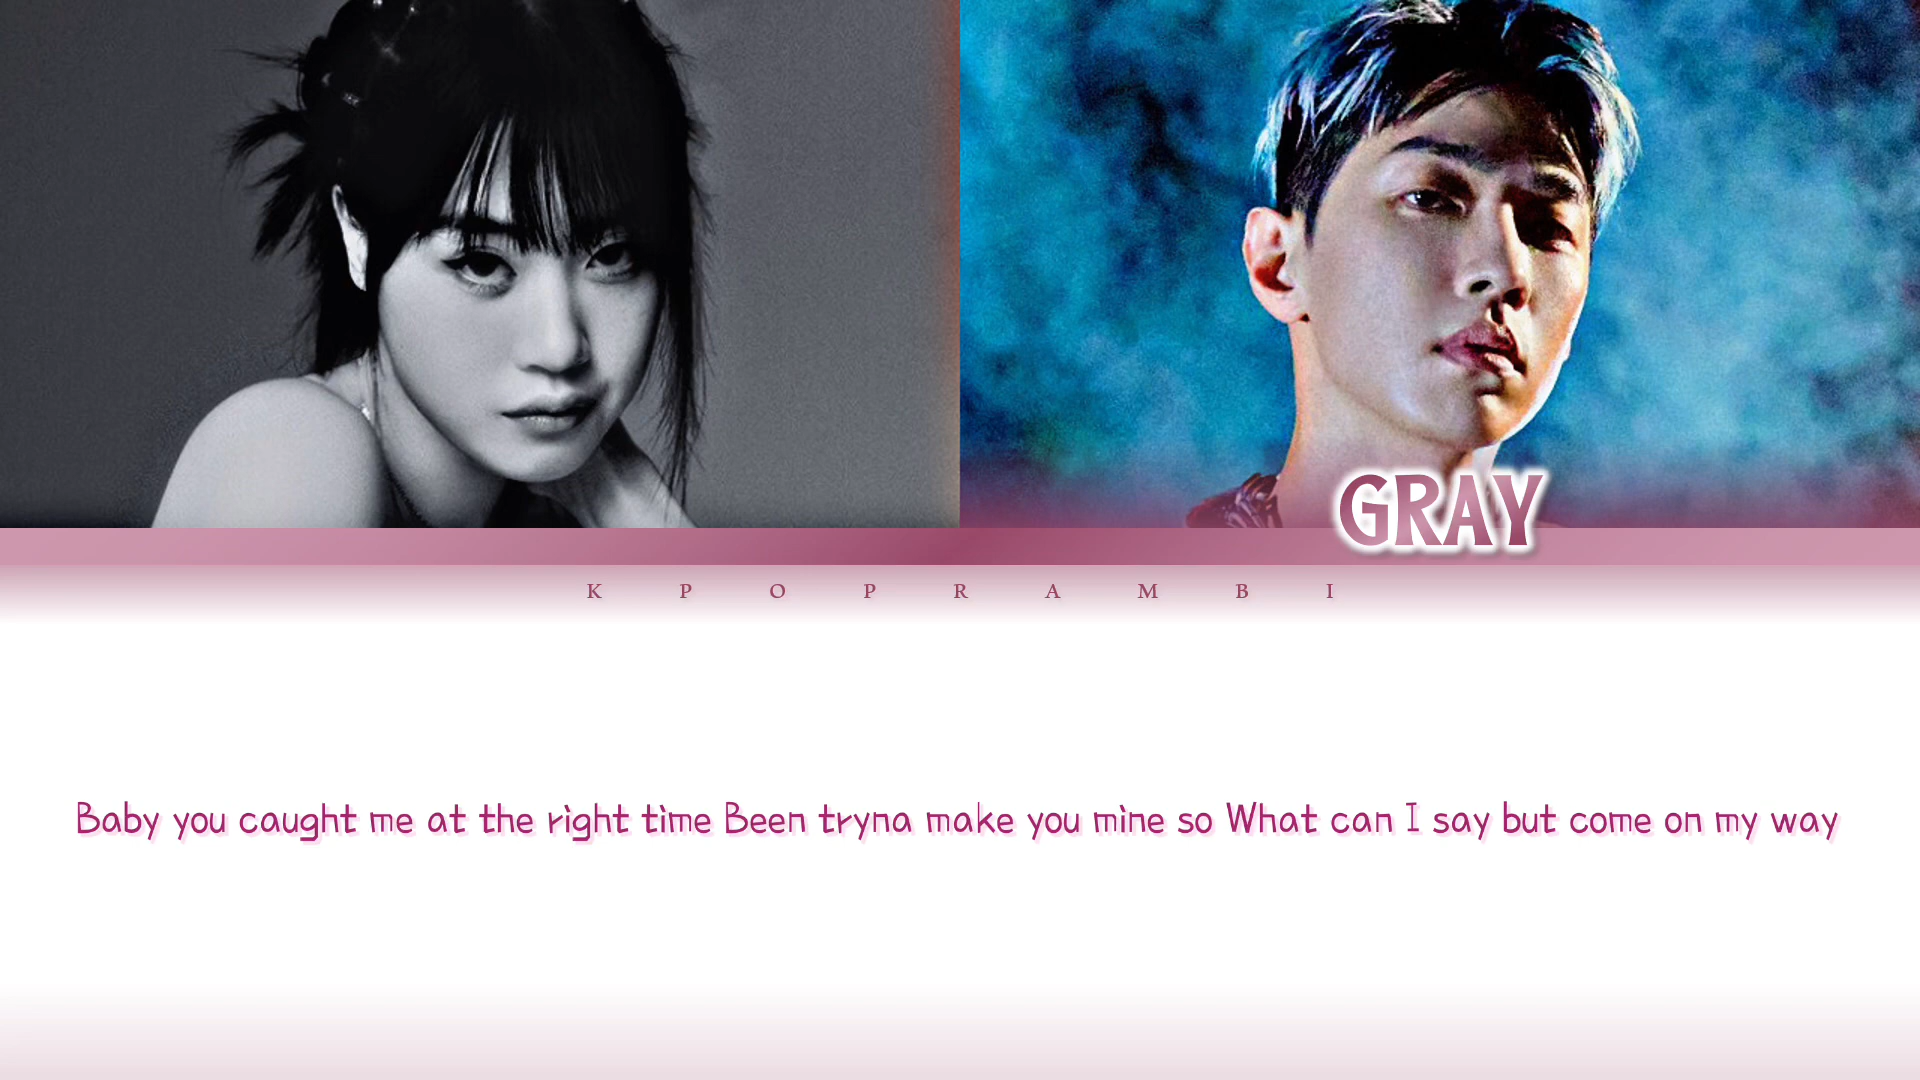 GRAY
K P O P R A M B I
Baby you caught me at the right time Been tryna make you mine so What can I say but come on my way